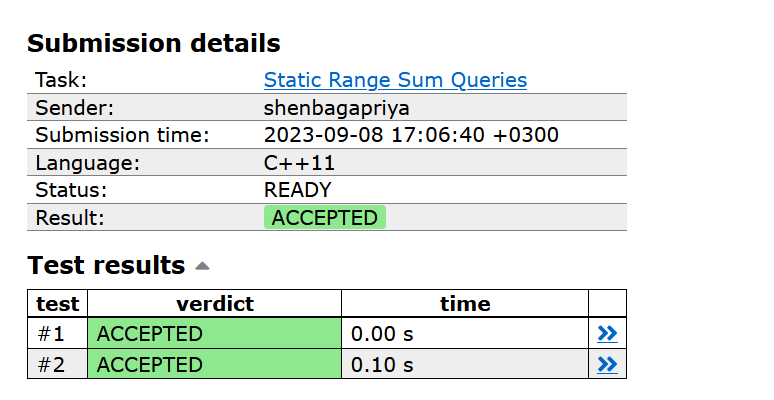 Submission details
Task: Static Range Sum Queries
Sender: shenbagapriya
Submission time: 2023-09-08 17:06:40 +0300
Language: C++11
Status: READY
Result: ACCEPTED
Test results
test verdict time
#1 ACCEPTED 0.00 s
#2 ACCEPTED 0.10 s